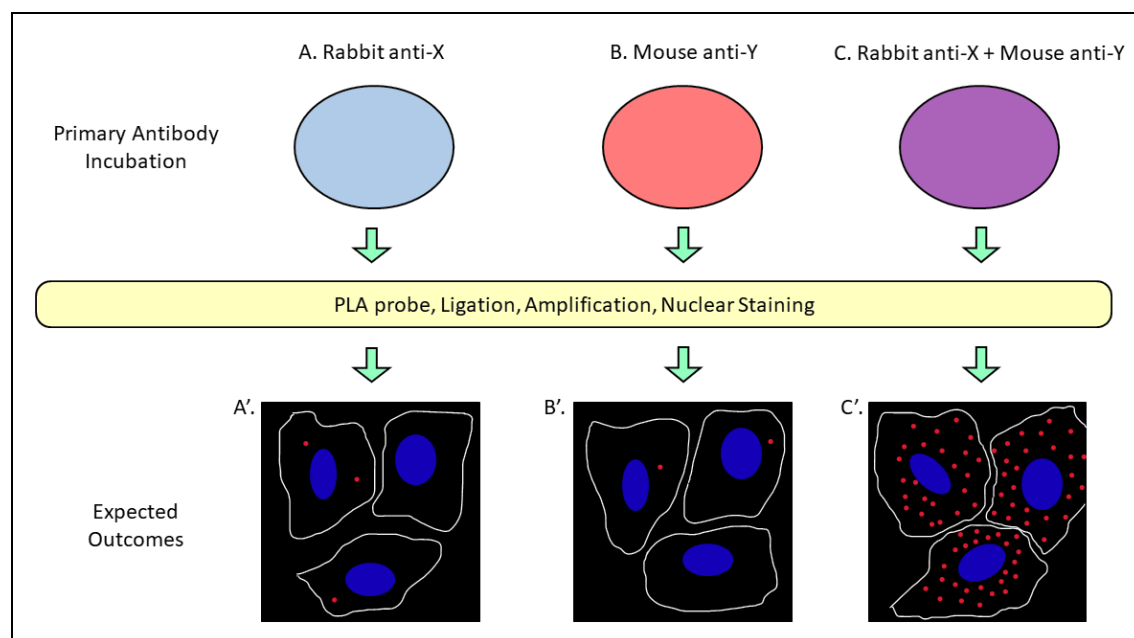 A. Rabbit anti-X
B. Mouse anti-Y
C. Rabbit anti-X + Mouse anti-Y
Primary Antibody
Incubation
PLA probe, Ligation, Amplification, Nuclear Staining
A’.
B’.
C’.
Expected
Outcomes